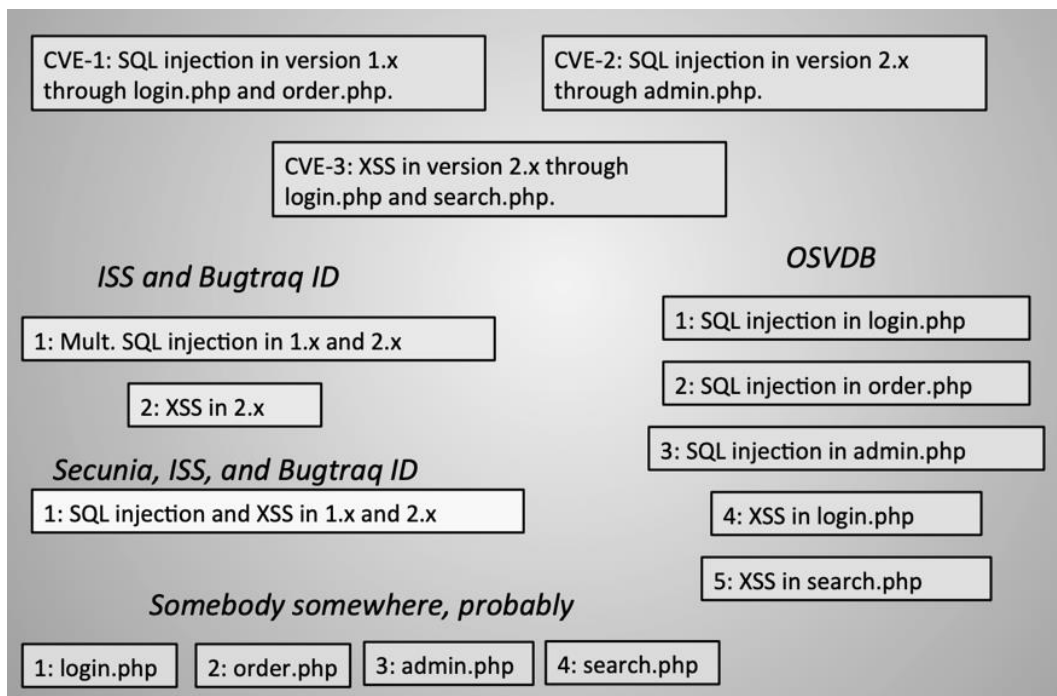 CVE-1: SQL injection in version 1.x
through login.php and order.php.
CVE-2: SQL injection in version 2.x
through admin.php.
CVE-3: XSS in version 2.x through
login.php and search.php.
ISS and Bugtraq ID
1: Mult. SQL injection in 1.x and 2.x
2: XSS in 2.x
Secunia, ISS, and Bugtraq ID
1: SQL injection and XSS in 1.x and 2.x
OSVDB
1: SQL injection in login.php
2: SQL injection in order.php
3: SQL injection in admin.php
4: XSS in login.php
5: XSS in search.php
Somebody somewhere, probably
1: login.php
2: order.php
3: admin.php
4: search.php